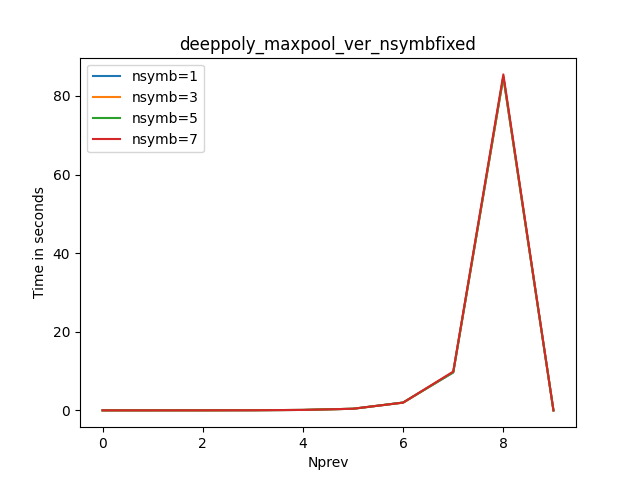 deeppoly_maxpool_ver_nsymbfixed
nsymb=1
nsymb=3
nsymb=5
nsymb=7
Time in seconds
80
60
40
20
0
0 2 4 6 8
Nprev